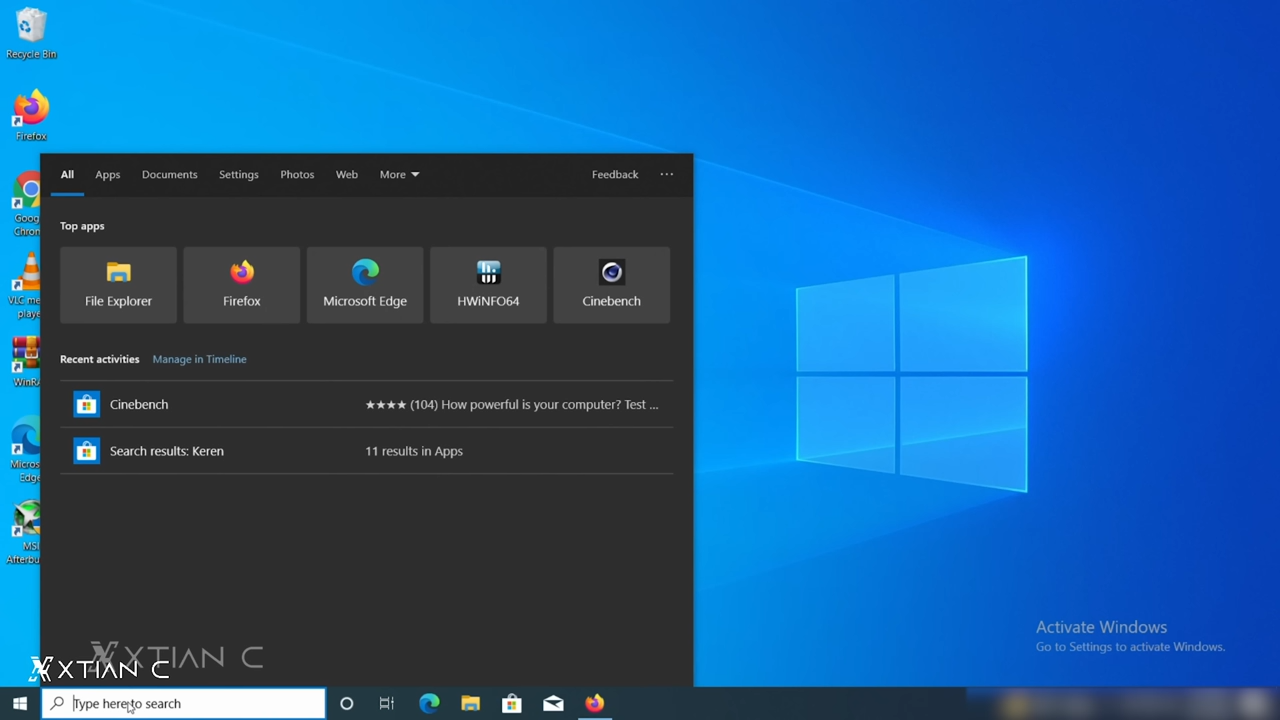 Recycle Bin
Firefox
Goog
Chron
VLC me
playe
WinRA
Micros
Edge
MSI
Afterbu
All Apps Documents Settings Photos Web More Feedback ...
Top apps
File Explorer Firefox Microsoft Edge HWiNFO64 Cinebench
Recent activities Manage in Timeline
Cinebench ★★★★ (104) How powerful is your computer? Test ...
Search results: Keren 11 results in Apps
XTIAN C
XTIAN C
Type here to search
Activate Windows
Go to Settings to activate Windows.